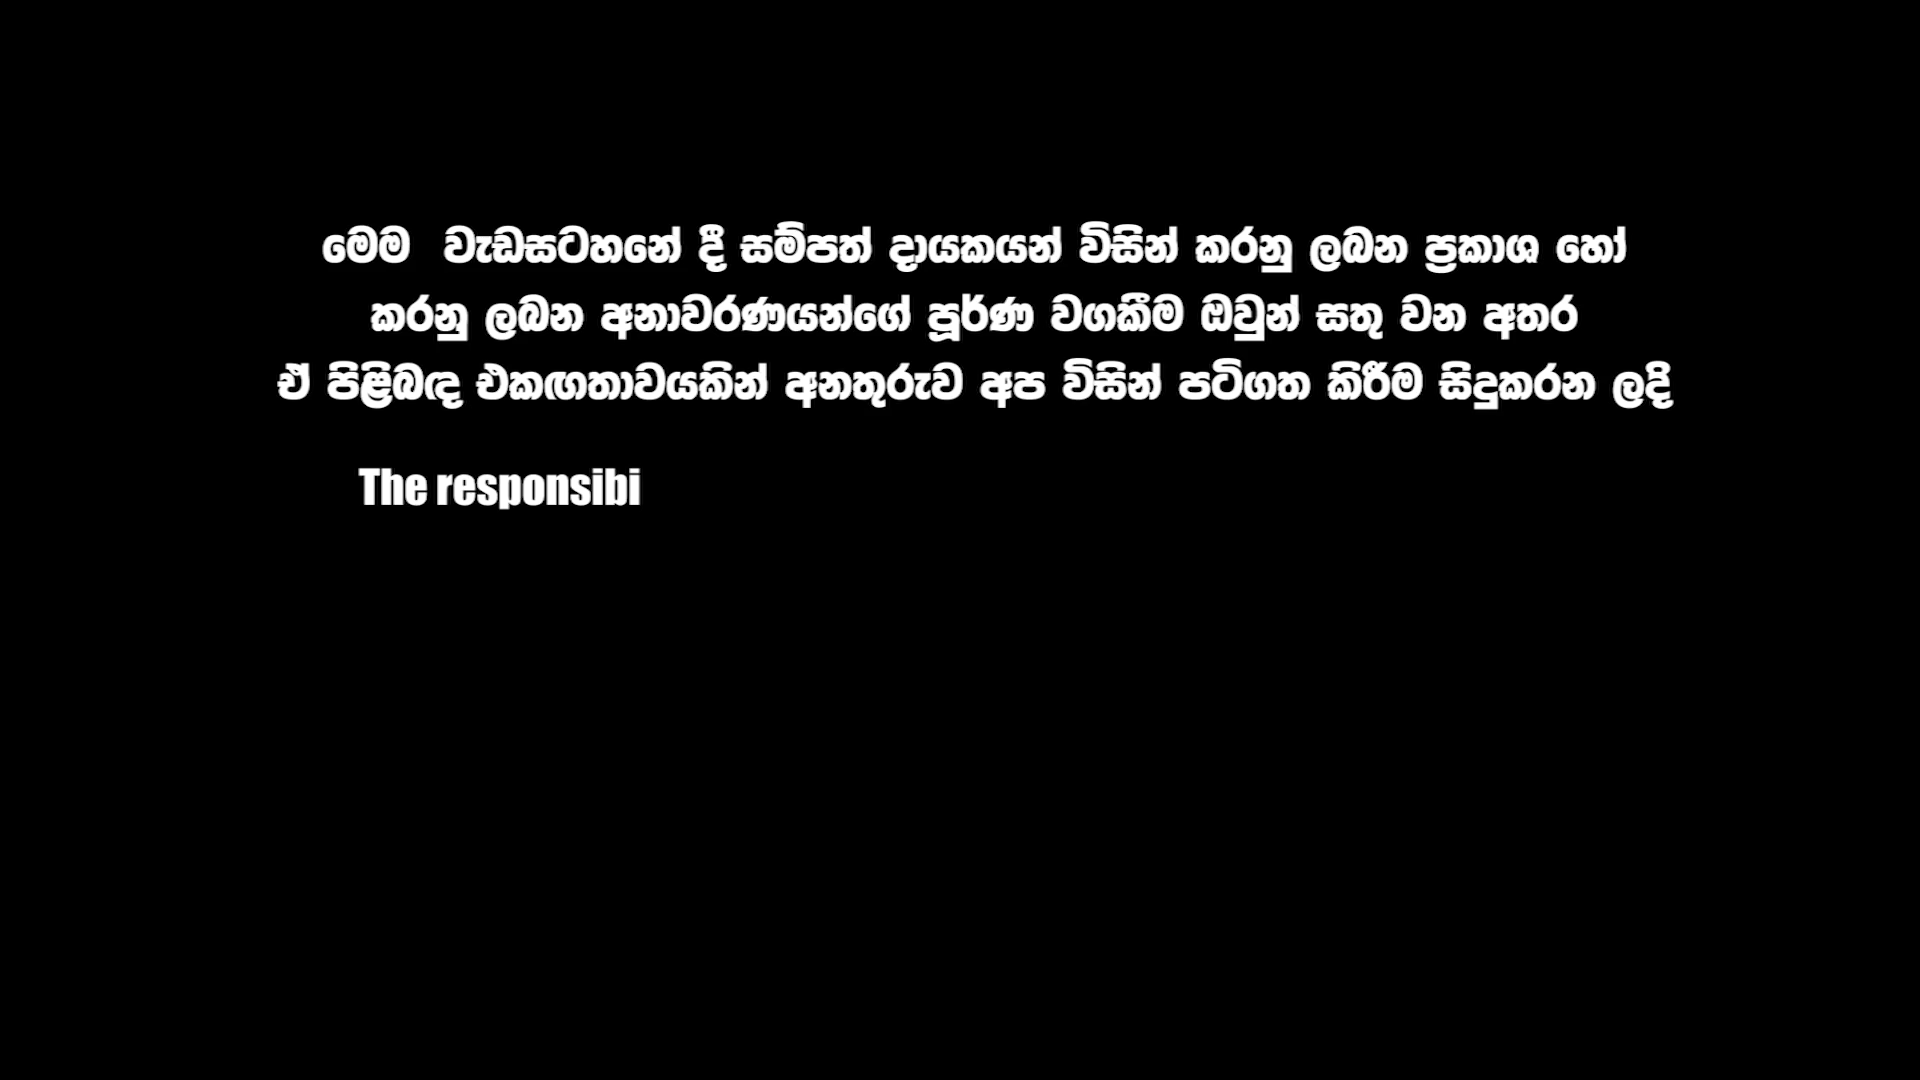 මෙම වැඩසටහනේ දී සම්පත් දායකයන් විසින් කරනු ලබන ප්‍රකාශ හෝ
කරනු ලබන අනාවරණයන්ගේ පූර්ණ වගකීම ඔවුන් සතු වන අතර
ඒ පිළිබඳ එකඟතාවයකින් අනතුරුව අප විසින් පටිගත කිරීම සිදුකරන ලදි
The responsibi